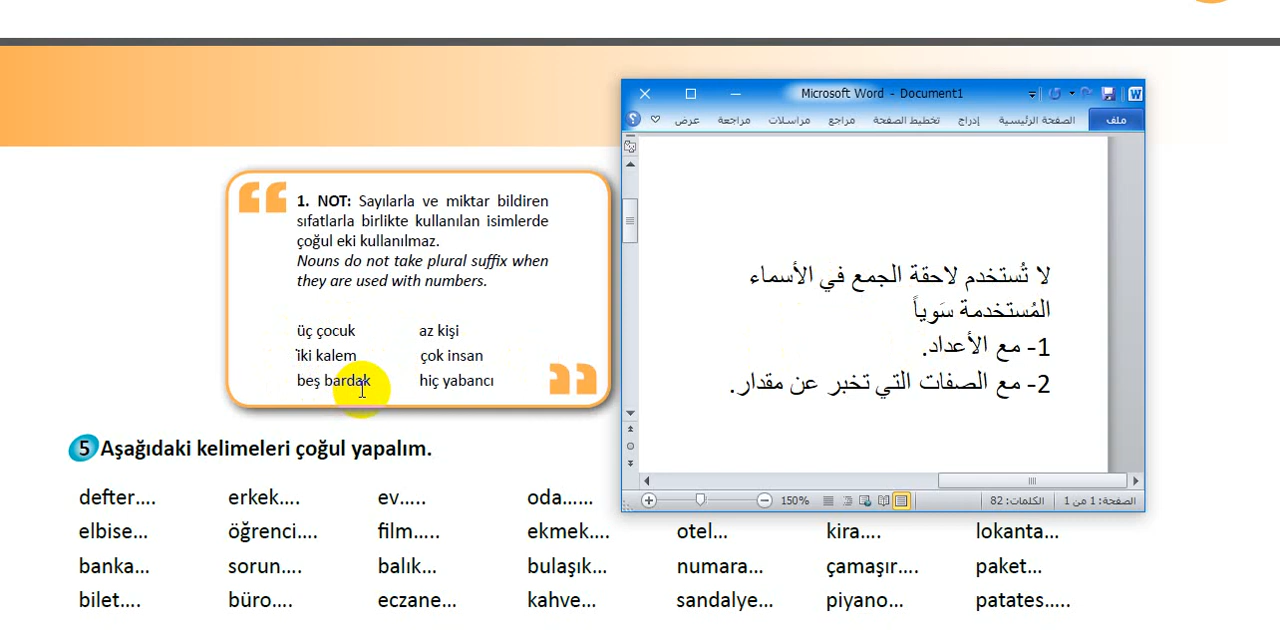 1. NOT: Sayılarla ve miktar bildiren
sıfatlarla birlikte kullanılan isimlerde
çoğul eki kullanılmaz.
Nouns do not take plural suffix when
they are used with numbers.
üç çocuk az kişi
iki kalem çok insan
beş bardak hiç yabancı
Microsoft Word - Document1
ملف الصفحة الرئيسية إدراج تخطيط الصفحة مراجع مراسلات مراجعة عرض
لا تُستخدم لاحقة الجمع في الأسماء
المُستخدمة سَوياً
1- مع الأعداد.
2- مع الصفات التي تخبر عن مقدار.
الصفحة: 1 من 1 الكلمات: 82 150%
5 Aşağıdaki kelimeleri çoğul yapalım.
defter.... erkek.... ev..... oda......
elbise... öğrenci.... film..... ekmek.... otel... kira.... lokanta...
banka... sorun.... balık... bulaşık... numara... çamaşır.... paket...
bilet.... büro.... eczane... kahve... sandalye... piyano... patates.....